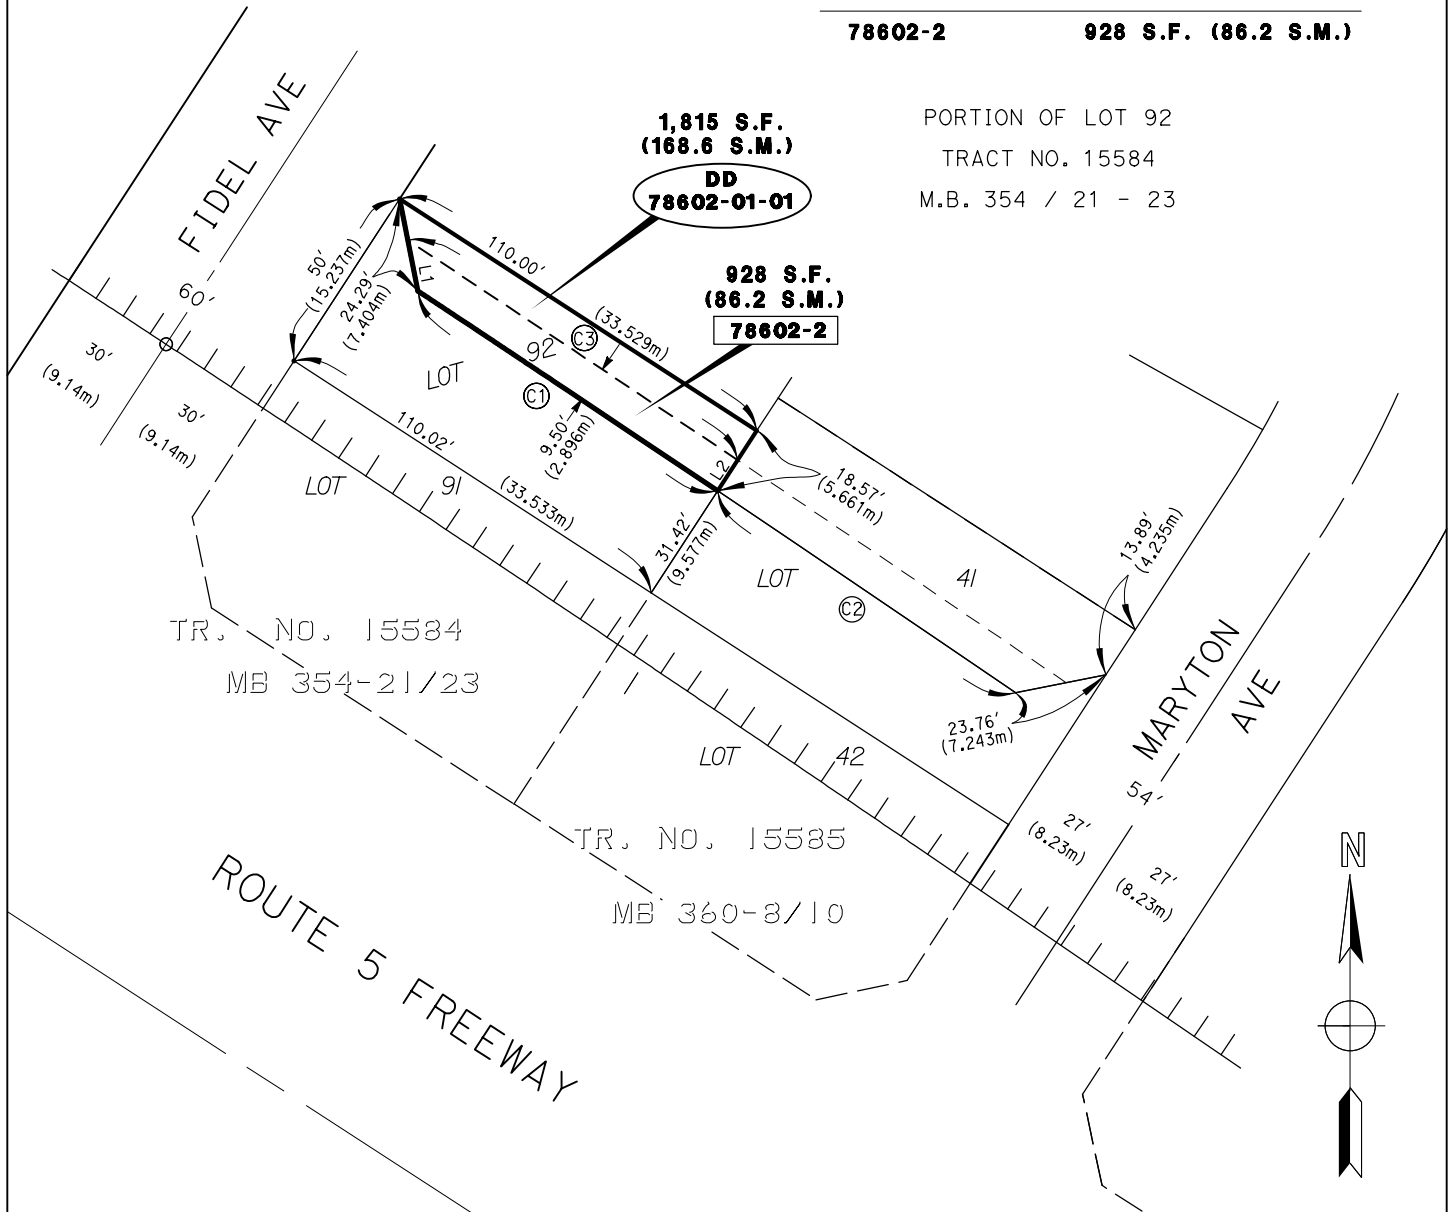 78602-2 928 S.F. (86.2 S.M.)
PORTION OF LOT 92
TRACT NO. 15584
M.B. 354 / 21 - 23
1,815 S.F.
(168.6 S.M.)
DD
78602-01-01
928 S.F.
(86.2 S.M.)
78602-2
FIDEL AVE
60'
30'
(9.14m)
30'
(9.14m)
50'
(15.237m)
24.29'
(7.404m)
L1
110.00'
(33.529m)
C3
92
LOT
C1
9.50'
(2.896m)
110.02'
(33.533m)
LOT 91
L2
18.57'
(5.661m)
31.42'
(9.577m)
LOT 41
C2
13.89'
(4.235m)
23.76'
(7.243m)
LOT 42
TR. NO. 15584
MB 354-21/23
TR. NO. 15585
MB 360-8/10
MARYTON
AVE
54'
27'
(8.23m)
27'
(8.23m)
ROUTE 5 FREEWAY
N